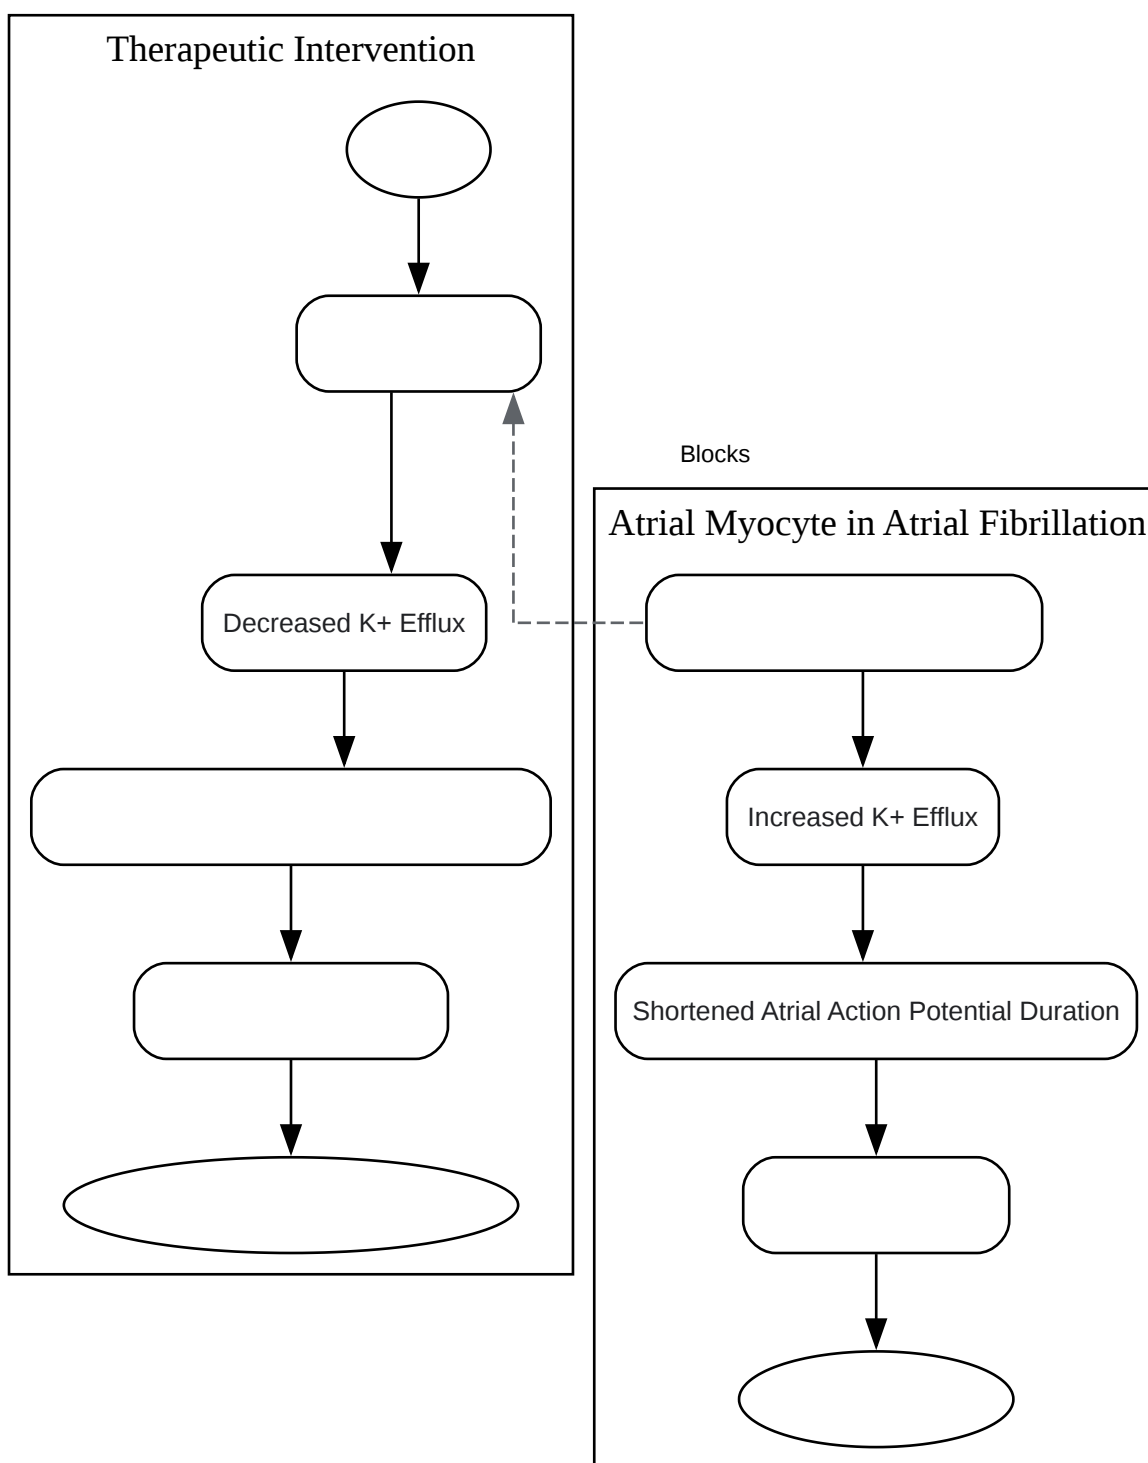 Therapeutic Intervention
Blocks
Atrial Myocyte in Atrial Fibrillation
Decreased K+ Efflux
Increased K+ Efflux
Shortened Atrial Action Potential Duration